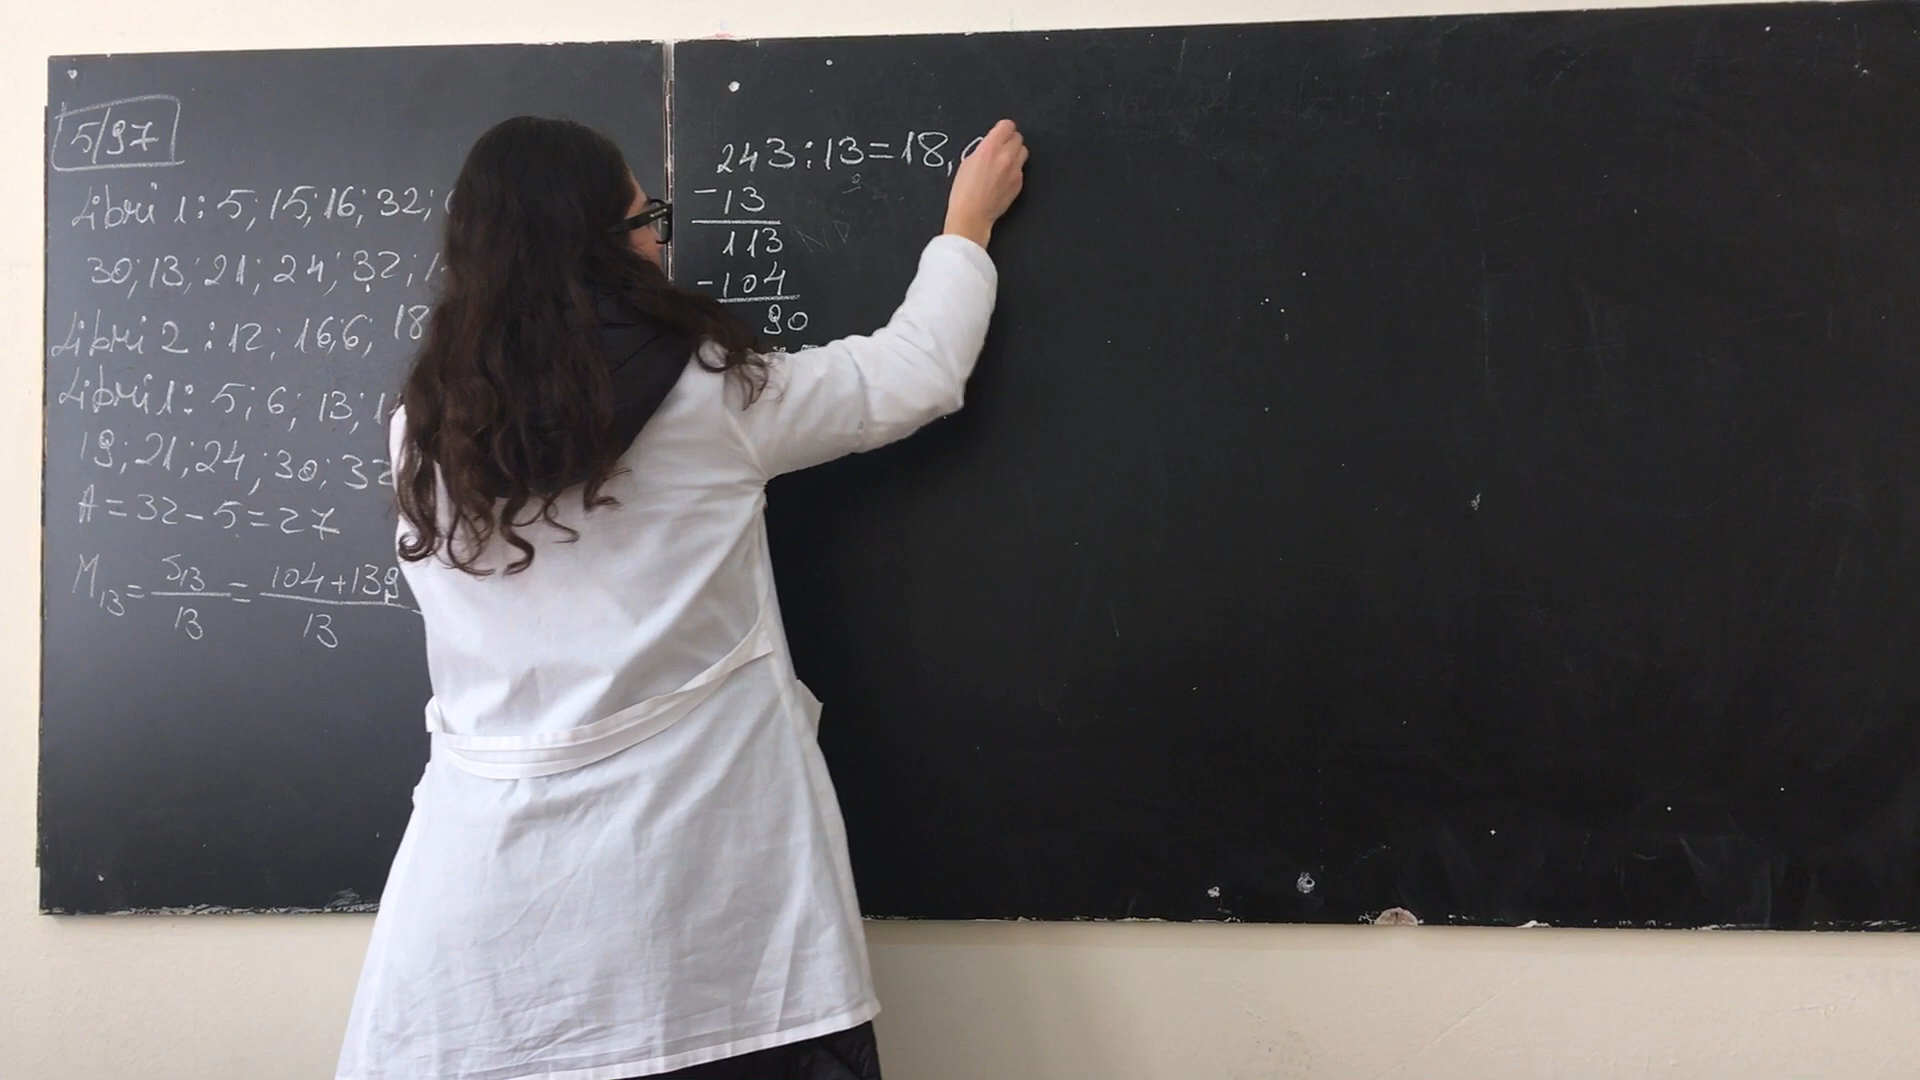 5/97
Libri 1: 5; 15; 16; 32;
30; 13; 21; 24; 32;
Libri 2: 12; 16; 6; 18
Libri 1: 5; 6; 13;
19; 21; 24; 30; 32
A = 32 - 5 = 27
M₁₃ = S₁₃/13 = 104+139/13
243:13=18,
-13
113
-104
90